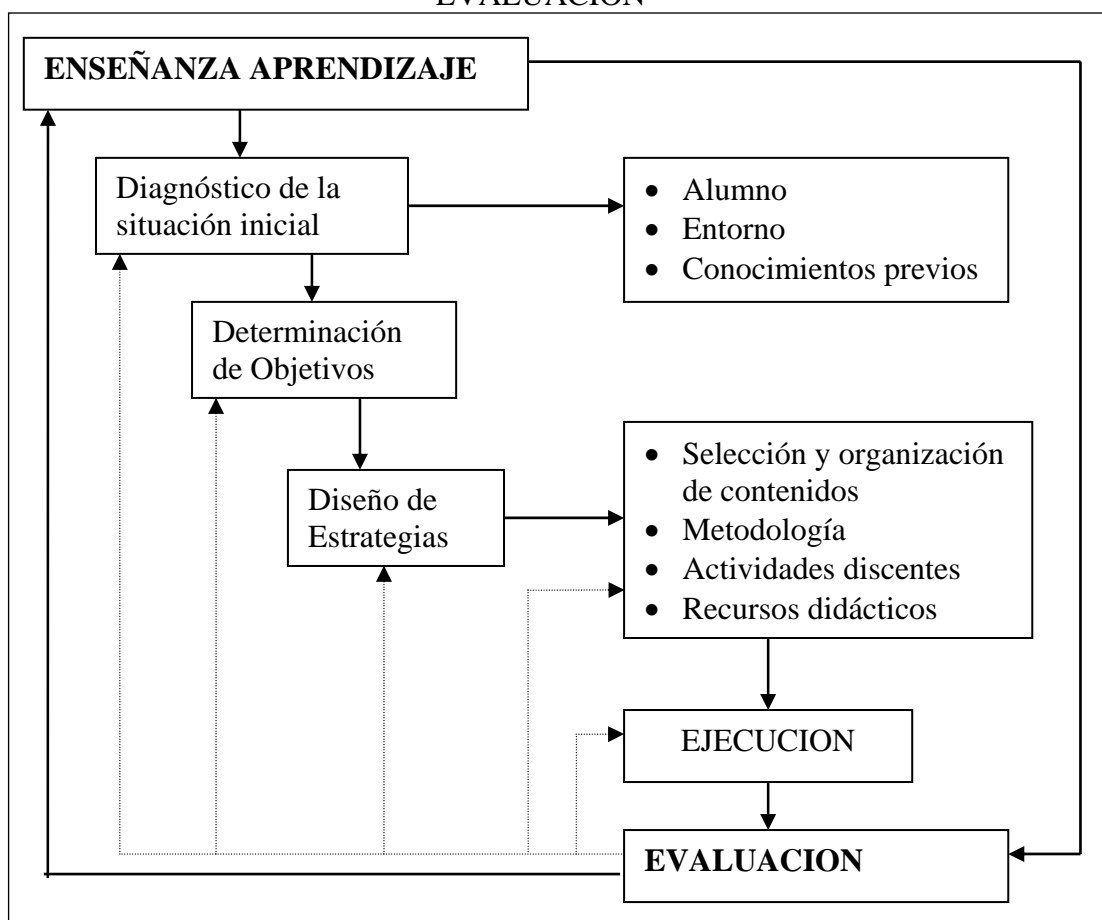 EVALUACION
ENSEÑANZA APRENDIZAJE
Diagnóstico de la
situación inicial
• Alumno
• Entorno
• Conocimientos previos
Determinación
de Objetivos
Diseño de
Estrategias
• Selección y organización
de contenidos
• Metodología
• Actividades discentes
• Recursos didácticos
EJECUCION
EVALUACION